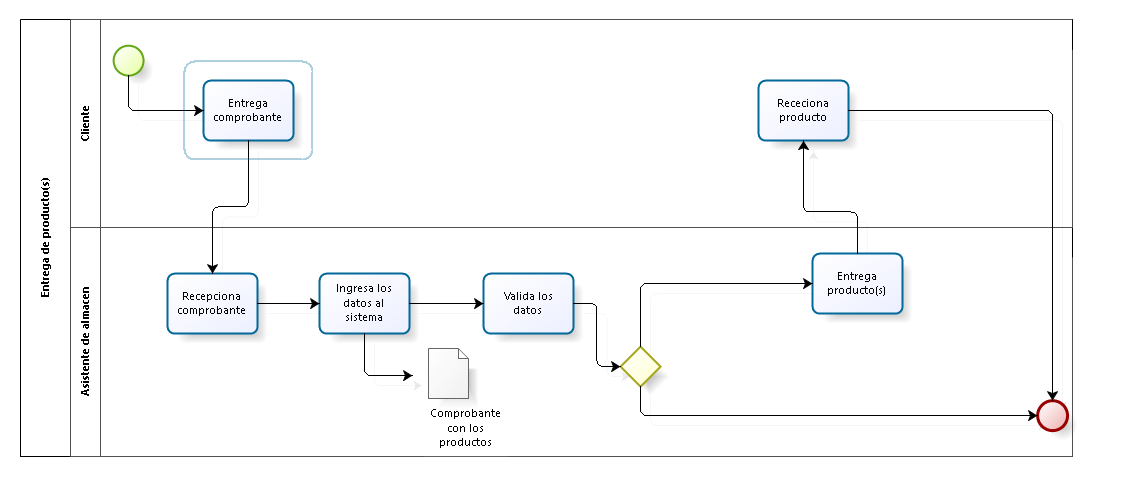 Entrega de producto(s)
Cliente
Entrega
comprobante
Rececina
producto
Asistente de almacen
Recepciona
comprobante
Ingresa los
datos al
sistema
Valida los
datos
Entrega
producto(s)
Comprobante
con los
productos